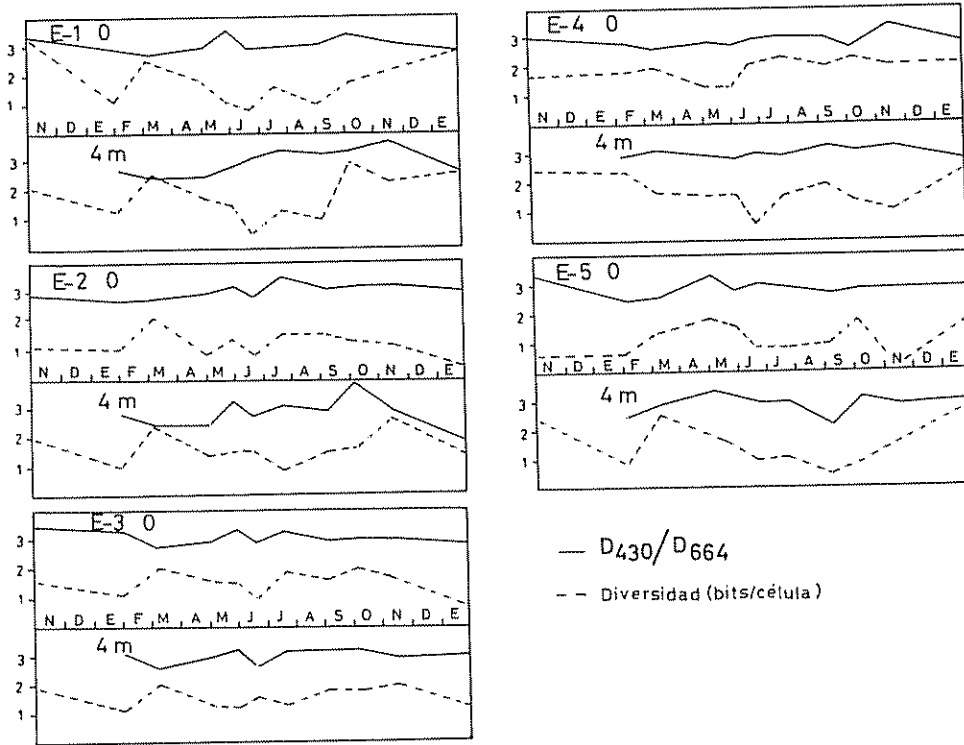 E-1 0
3
2
1
N D E F M A M J J A S O N D E
4 m
3
2
1
E-2 0
3
2
1
N D E F M A M J J A S O N D E
4 m
3
2
1
E-3 0
3
2
1
N D E F M A M J J A S O N D E
4 m
3
2
1
E-4 0
3
2
1
N D E F M A M J J A S O N D E
4 m
3
2
1
E-5 0
3
2
1
N D E F M A M J J A S O N D E
4 m
3
2
1
— D430/D664
--- Diversidad (bits/célula)